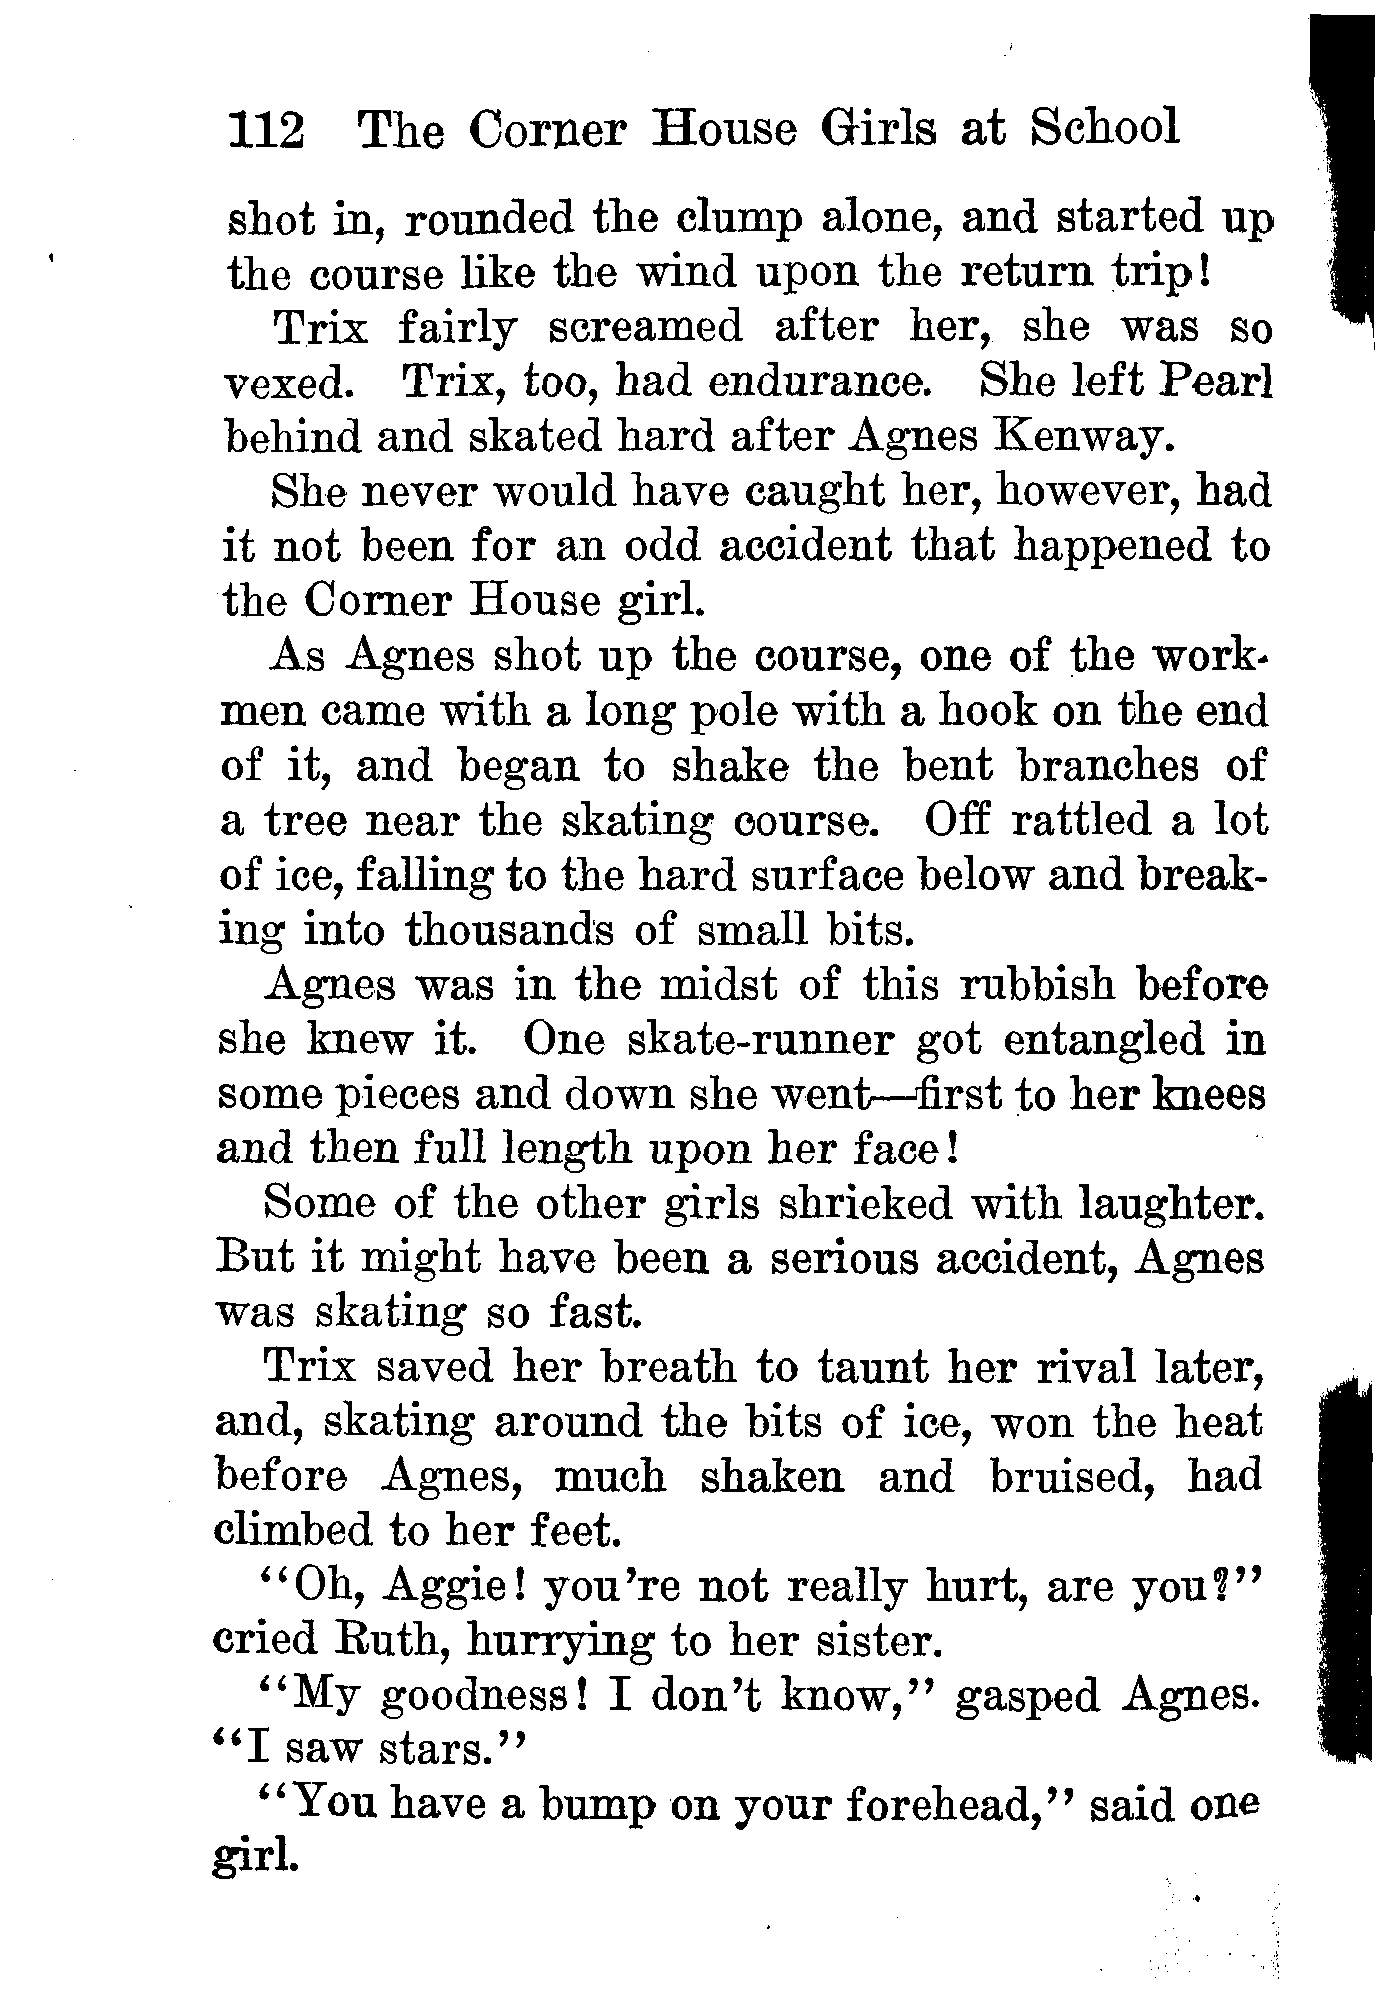 112 The Corner House Girls at School
shot in, rounded the clump alone, and started up
the course like the wind upon the return trip!
Trix fairly screamed after her, she was so
vexed. Trix, too, had endurance. She left Pearl
behind and skated hard after Agnes Kenway.
She never would have caught her, however, had
it not been for an odd accident that happened to
the Corner House girl.
As Agnes shot up the course, one of the work-
men came with a long pole with a hook on the end
of it, and began to shake the bent branches of
a tree near the skating course. Off rattled a lot
of ice, falling to the hard surface below and break-
ing into thousands of small bits.
Agnes was in the midst of this rubbish before
she knew it. One skate-runner got entangled in
some pieces and down she went—first to her knees
and then full length upon her face!
Some of the other girls shrieked with laughter.
But it might have been a serious accident, Agnes
was skating so fast.
Trix saved her breath to taunt her rival later,
and, skating around the bits of ice, won the heat
before Agnes, much shaken and bruised, had
climbed to her feet.
"Oh, Aggie! you're not really hurt, are you?"
cried Ruth, hurrying to her sister.
"My goodness! I don't know," gasped Agnes.
"I saw stars."
"You have a bump on your forehead," said one
girl.